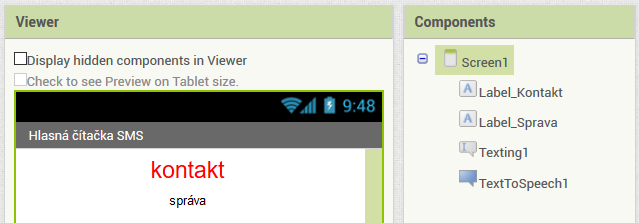 Viewer
Display hidden components in Viewer
Check to see Preview on Tablet size.
9:48
Hlasná čítačka SMS
kontakt
správa
Components
Screen1
Label_Kontakt
Label_Sprava
Texting1
TextToSpeech1